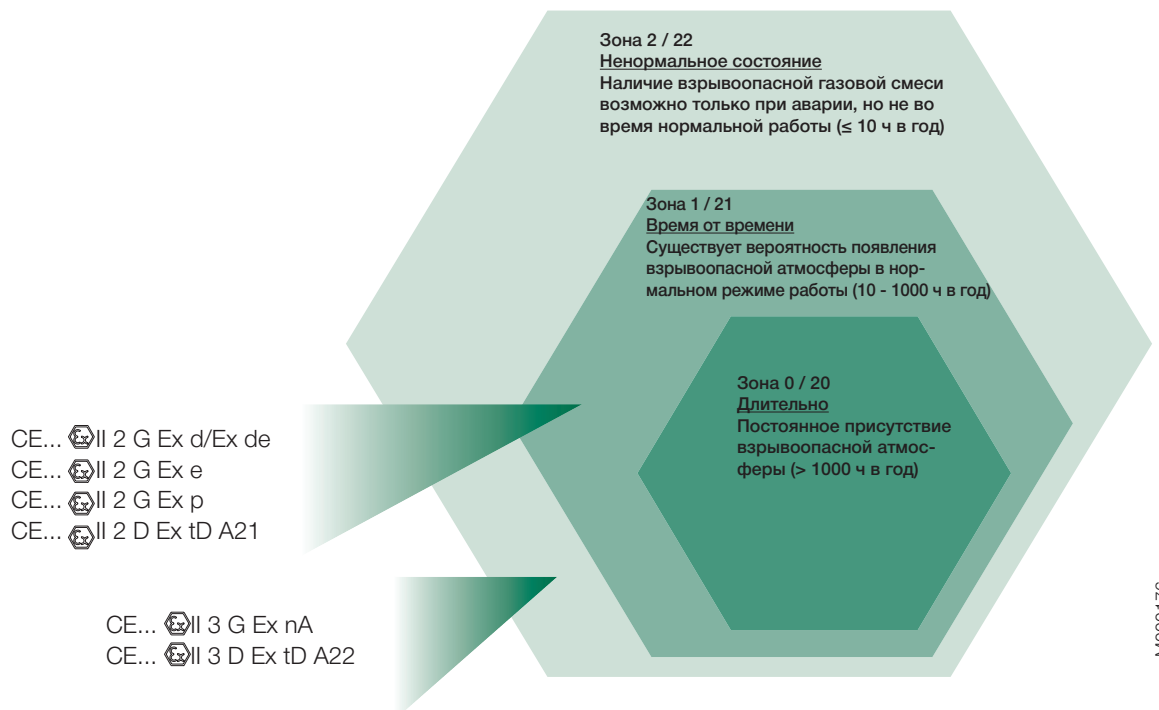 Зона 2 / 22
Ненормальное состояние
Наличие взрывоопасной газовой смеси
возможно только при аварии, но не во
время нормальной работы (≤ 10 ч в год)
Зона 1 / 21
Время от времени
Существует вероятность появления
взрывоопасной атмосферы в нор-
мальном режиме работы (10 - 1000 ч в год)
Зона 0 / 20
Длительно
Постоянное присутствие
взрывоопасной атмос-
феры (> 1000 ч в год)
CE... Ex II 2 G Ex d/Ex de
CE... Ex II 2 G Ex e
CE... Ex II 2 G Ex p
CE... Ex II 2 D Ex tD A21
CE... Ex II 3 G Ex nA
CE... Ex II 3 D Ex tD A22